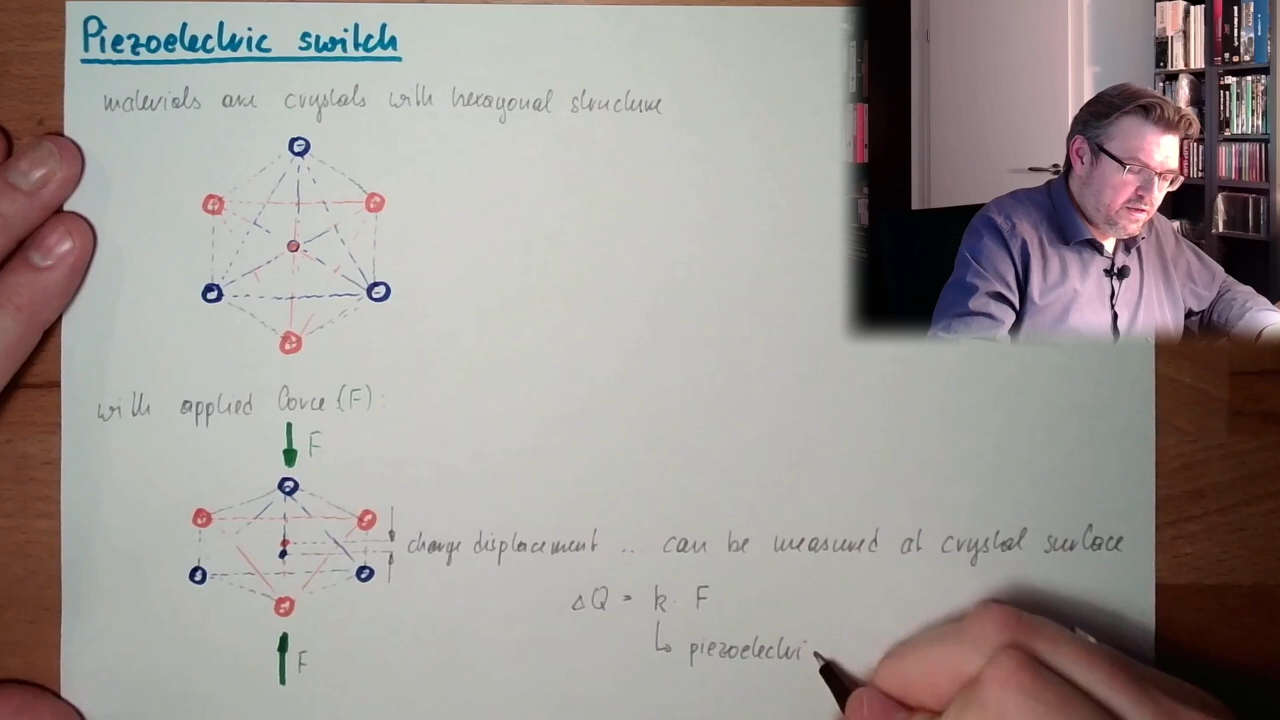 Piezoelectric switch
materials are crystals with hexagonal structure
with applied force (F):
F
charge displacement ... can be measured at crystal surface
ΔQ = k · F
↳ piezoelectri
F